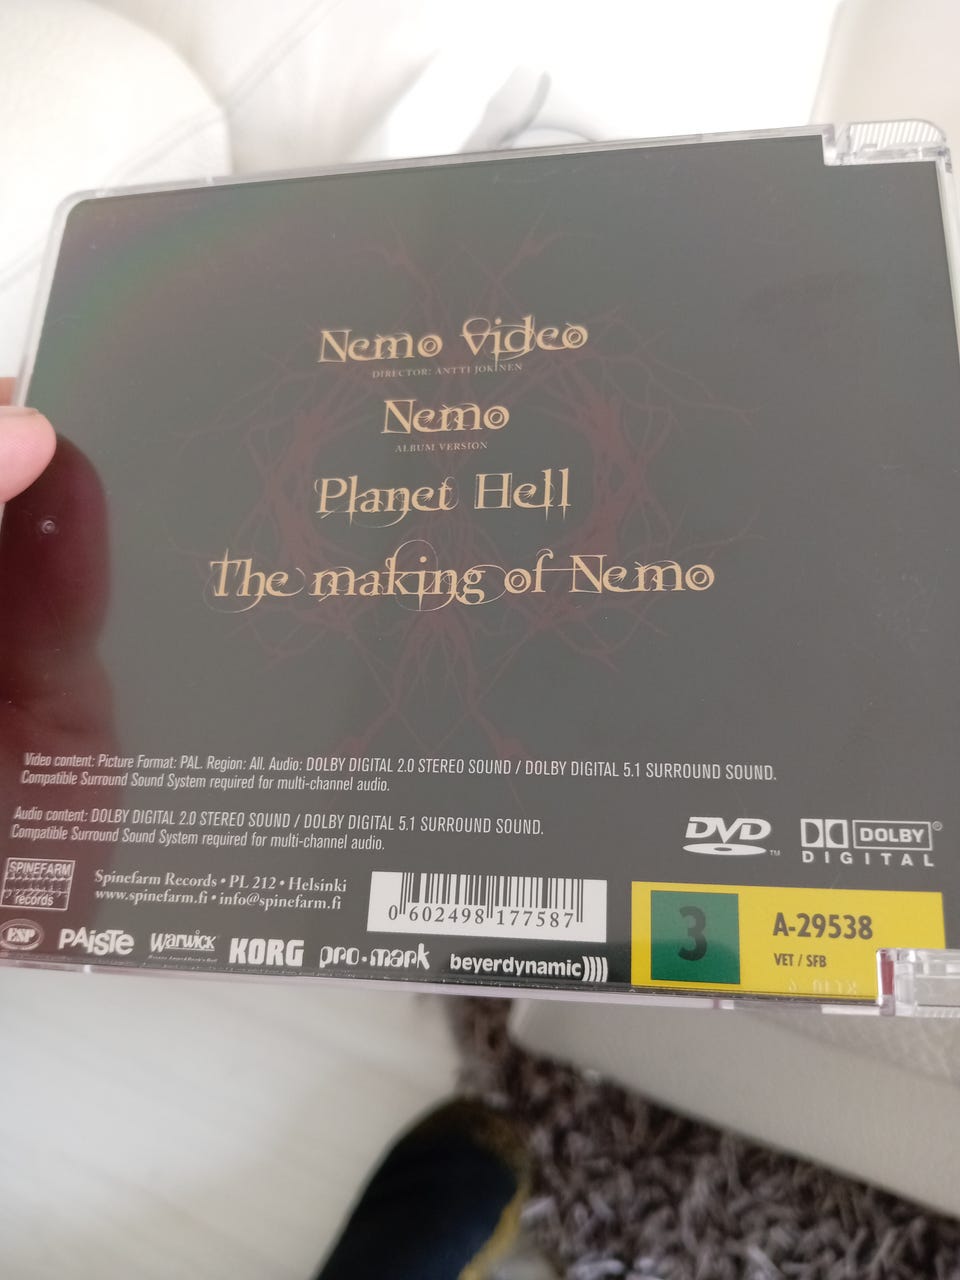 Nemo Video
DIRECTOR: ANTTI JOKINEN
Nemo
ALBUM VERSION
Planet Hell
The making of Nemo
Video content: Picture Format: PAL. Region: All. Audio: DOLBY DIGITAL 2.0 STEREO SOUND / DOLBY DIGITAL 5.1 SURROUND SOUND.
Compatible Surround Sound System required for multi-channel audio.
Audio content: DOLBY DIGITAL 2.0 STEREO SOUND / DOLBY DIGITAL 5.1 SURROUND SOUND.
Compatible Surround Sound System required for multi-channel audio.
DVD™
DOLBY®
DIGITAL
SPINEFARM
records
Spinefarm Records • PL 212 • Helsinki
www.spinefarm.fi • info@spinefarm.fi
0 602498 177587
3
A-29538
VET / SFB
ESP PAiSTe warwick KORG pro·mark beyerdynamic))))